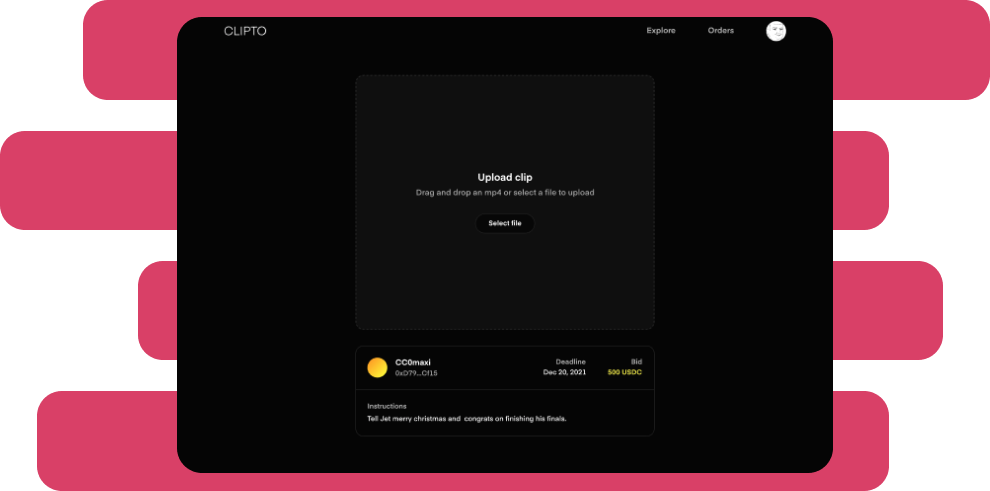 CLIPTO
Explore
Orders
Upload clip
Drag and drop an mp4 or select a file to upload
Select file
CC0maxi
0xD79...Cf15
Deadline
Dec 20, 2021
Bid
500 USDC
Instructions
Tell Jet merry christmas and congrats on finishing his finals.